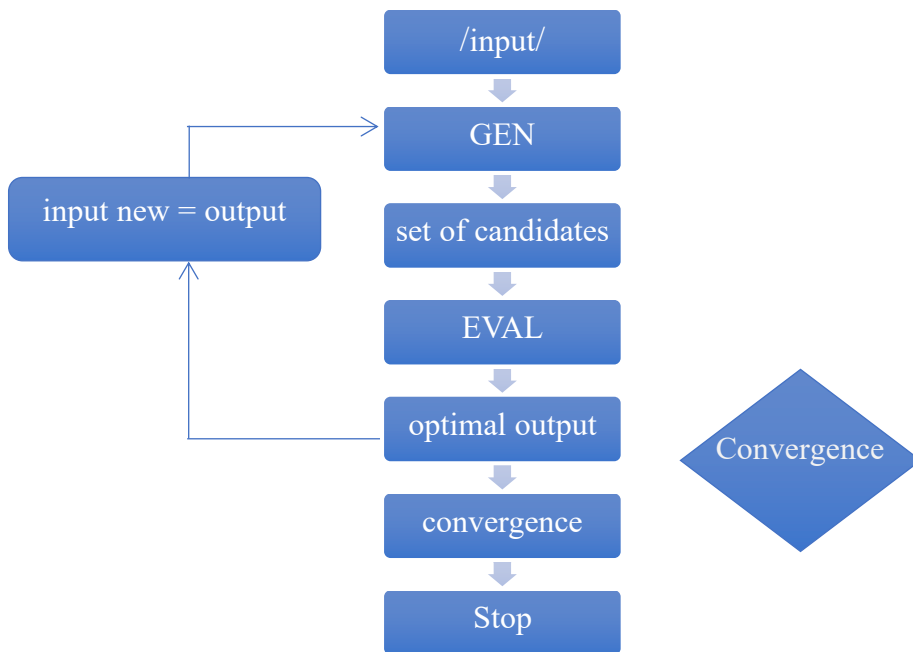 /input/
GEN
input new = output
set of candidates
EVAL
optimal output
Convergence
convergence
Stop